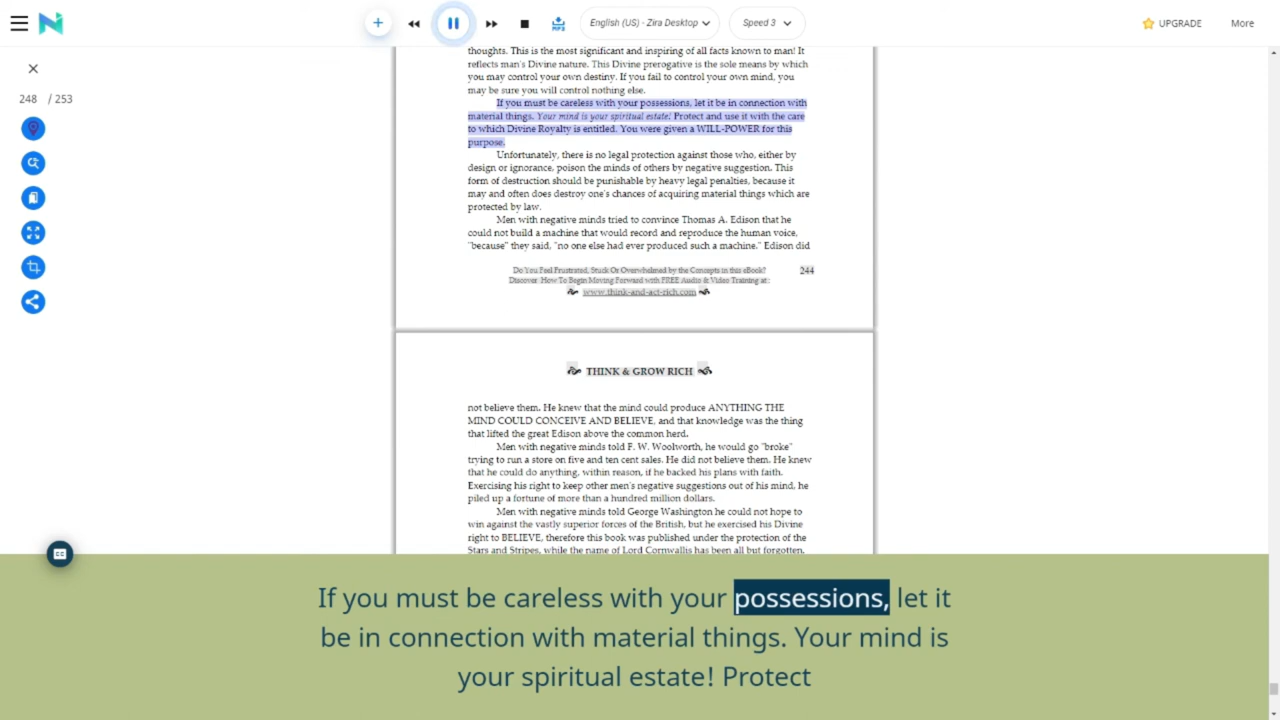 English (US) - Zira Desktop
Speed 3
UPGRADE
More
MP3
248 / 253
thoughts. This is the most significant and inspiring of all facts known to man! It
reflects man's Divine nature. This Divine prerogative is the sole means by which
you may control your own destiny. If you fail to control your own mind, you
may be sure you will control nothing else.
If you must be careless with your possessions, let it be in connection with
material things. Your mind is your spiritual estate! Protect and use it with the care
to which Divine Royalty is entitled. You were given a WILL-POWER for this
purpose.
Unfortunately, there is no legal protection against those who, either by
design or ignorance, poison the minds of others by negative suggestion. This
form of destruction should be punishable by heavy legal penalties, because it
may and often does destroy one's chances of acquiring material things which are
protected by law.
Men with negative minds tried to convince Thomas A. Edison that he
could not build a machine that would record and reproduce the human voice,
"because" they said, "no one else had ever produced such a machine." Edison did
Do You Feel Frustrated, Stuck Or Overwhelmed by the Concepts in this eBook? 244
Discover How To Begin Moving Forward with FREE Audio & Video Training at:
www.think-and-act-rich.com
THINK & GROW RICH
not believe them. He knew that the mind could produce ANYTHING THE
MIND COULD CONCEIVE AND BELIEVE, and that knowledge was the thing
that lifted the great Edison above the common herd.
Men with negative minds told F. W. Woolworth, he would go "broke"
trying to run a store on five and ten cent sales. He did not believe them. He knew
that he could do anything, within reason, if he backed his plans with faith.
Exercising his right to keep other men's negative suggestions out of his mind, he
piled up a fortune of more than a hundred million dollars.
Men with negative minds told George Washington he could not hope to
win against the vastly superior forces of the British, but he exercised his Divine
right to BELIEVE, therefore this book was published under the protection of the
Stars and Stripes, while the name of Lord Cornwallis has been all but forgotten.
CC
If you must be careless with your possessions, let it
be in connection with material things. Your mind is
your spiritual estate! Protect